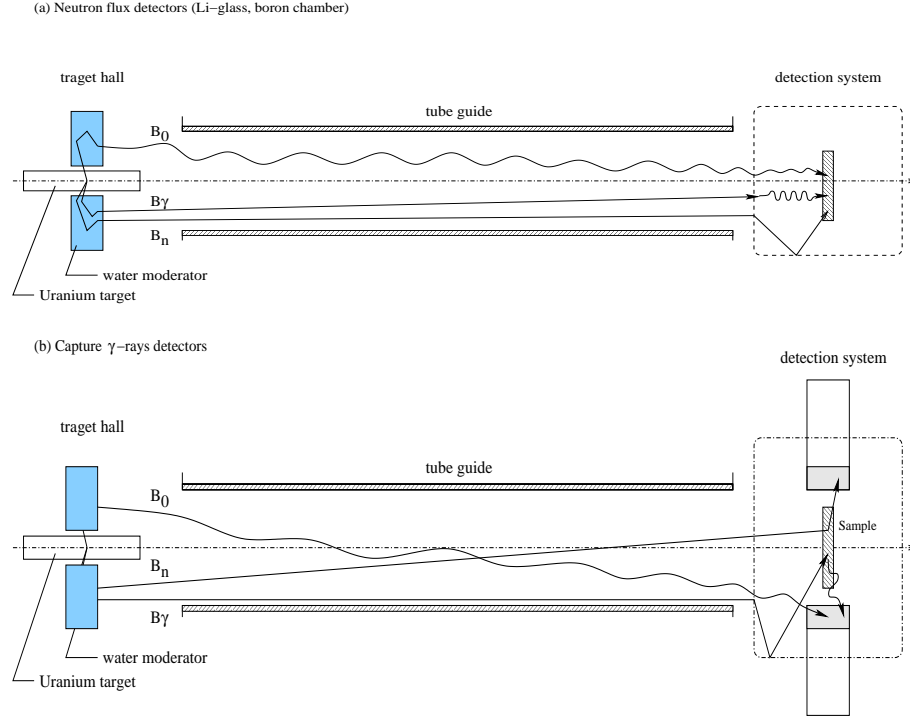 (a) Neutron flux detectors (Li−glass, boron chamber)
traget hall
detection system
tube guide
B0
Bγ
Bn
water moderator
Uranium target
(b) Capture γ−rays detectors
detection system
traget hall
tube guide
B0
Sample
Bn
Bγ
water moderator
Uranium target